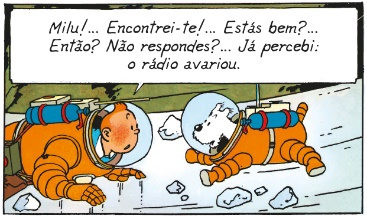 Milu!... Encontrei-te!... Estás bem?...
Então? Não respondes?... Já percebi:
o rádio avariou.